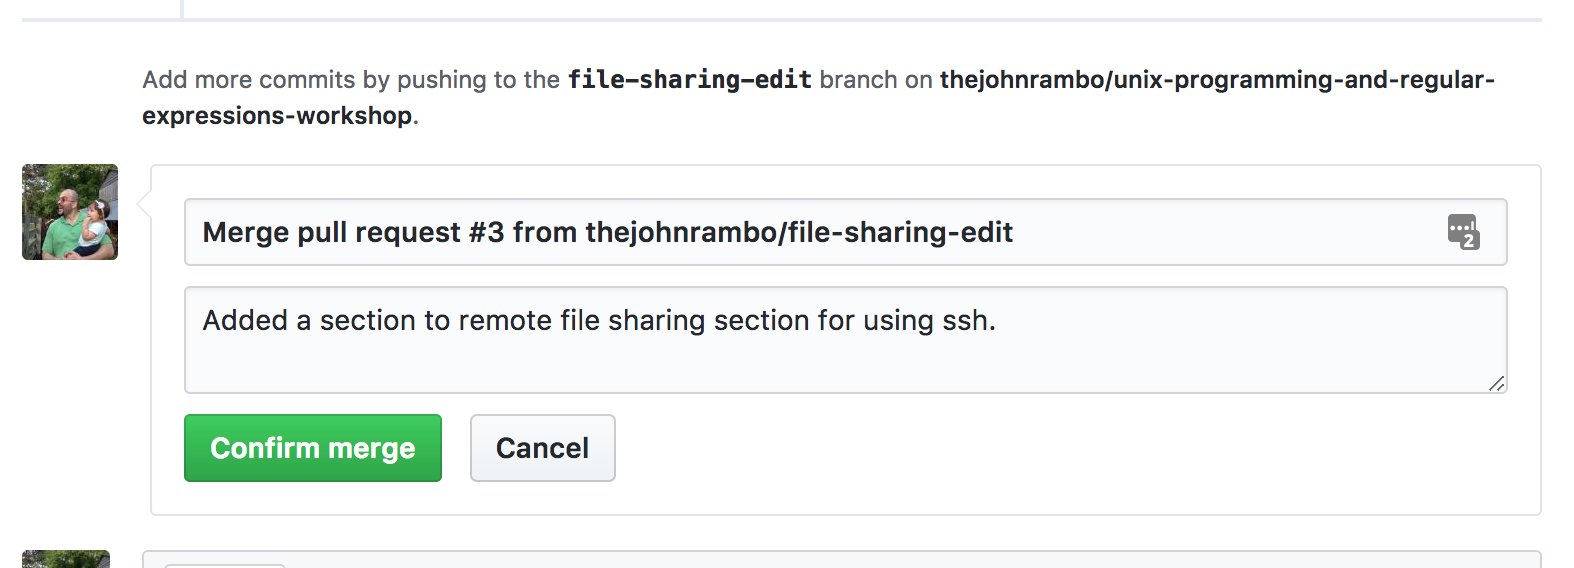 Add more commits by pushing to the file-sharing-edit branch on thejohnrambo/unix-programming-and-regular-
expressions-workshop.
Merge pull request #3 from thejohnrambo/file-sharing-edit
2
Added a section to remote file sharing section for using ssh.
Confirm merge
Cancel